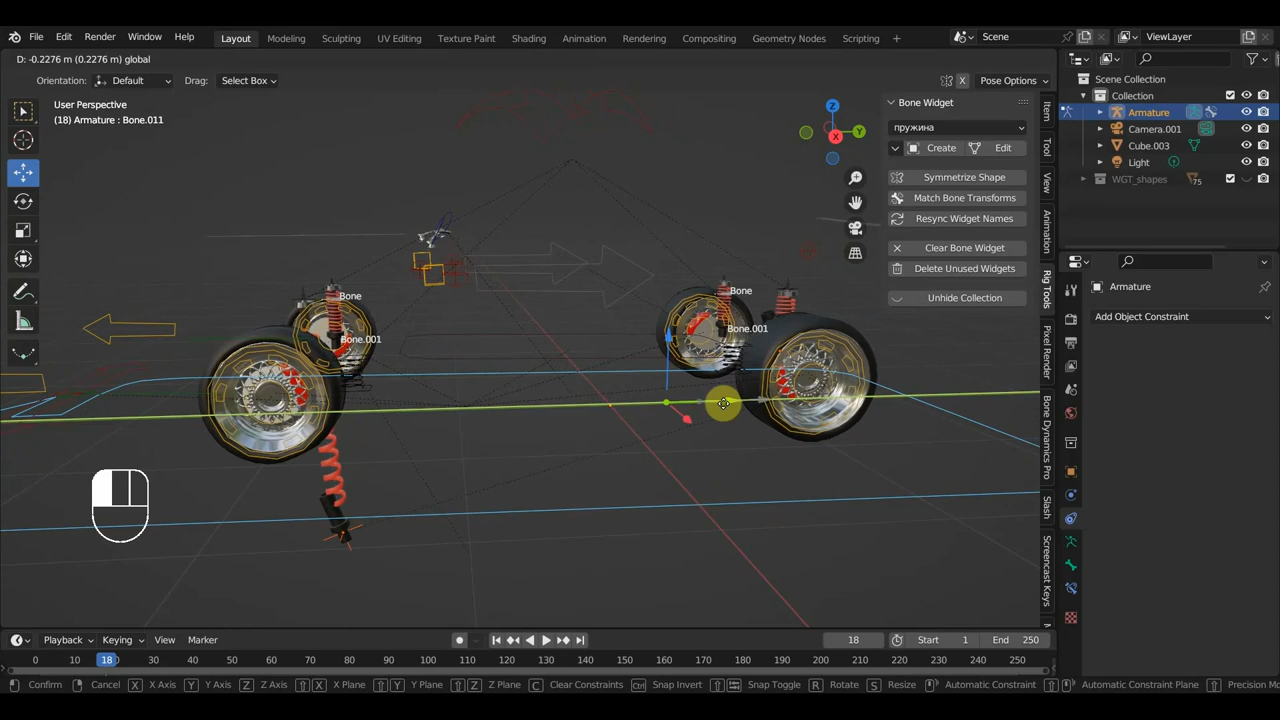 File Edit Render Window Help Layout Modeling Sculpting UV Editing Texture Paint Shading Animation Rendering Compositing Geometry Nodes Scripting + Scene ViewLayer
D: -0.2276 m (0.2276 m) global
Orientation: Default Drag: Select Box X Pose Options
Scene Collection
Collection
Armature
Camera.001
Cube.003
Light
WGT_shapes 75
User Perspective
(18) Armature : Bone.011
Z
Y
X
Bone Widget
пружина
Create Edit
Symmetrize Shape
Match Bone Transforms
Resync Widget Names
Clear Bone Widget
Delete Unused Widgets
Unhide Collection
Item
Tool
View
Animation
Rig Tools
Pixel Render
Bone Dynamics Pro
Slash
Screencast Keys
Armature
Add Object Constraint
Bone
Bone.001
Bone
Bone.001
Playback Keying View Marker 18 Start 1 End 250
0 10 18 30 40 50 60 70 80 90 100 110 120 130 140 150 160 170 180 190 200 210 220 230 240 250
Confirm Cancel X X Axis Y Y Axis Z Z Axis X X Plane Y Y Plane Z Z Plane C Clear Constraints Ctrl Snap Invert Snap Toggle R Rotate S Resize Automatic Constraint Automatic Constraint Plane Precision Mo